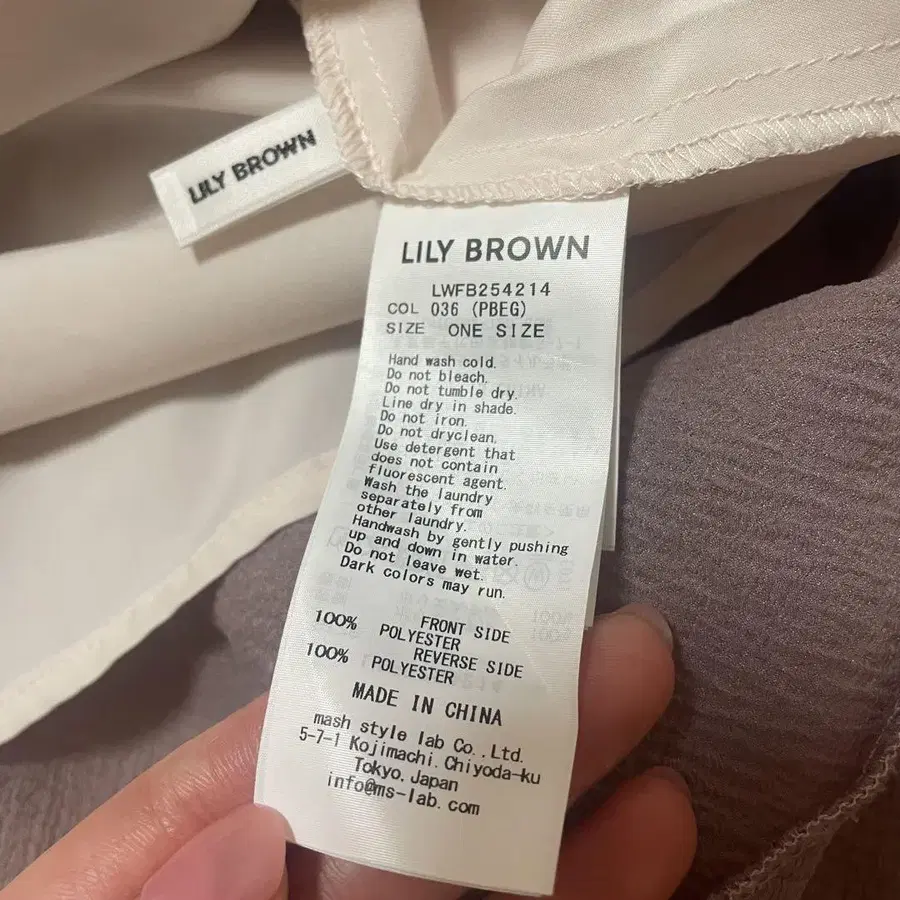 LILY BROWN
LILY BROWN
LWFB254214
COL 036 (PBEG)
SIZE ONE SIZE
Hand wash cold.
Do not bleach.
Do not tumble dry.
Line dry in shade.
Do not iron.
Do not dryclean.
Use detergent that
does not contain
fluorescent agent.
Wash the laundry
separately from
other laundry.
Handwash by gently pushing
up and down in water.
Do not leave wet.
Dark colors may run.
FRONT SIDE
100% POLYESTER
REVERSE SIDE
100% POLYESTER
MADE IN CHINA
mash style lab Co.,Ltd.
5-7-1 Kojimachi.Chiyoda-ku
Tokyo.Japan
info@ms-lab.com